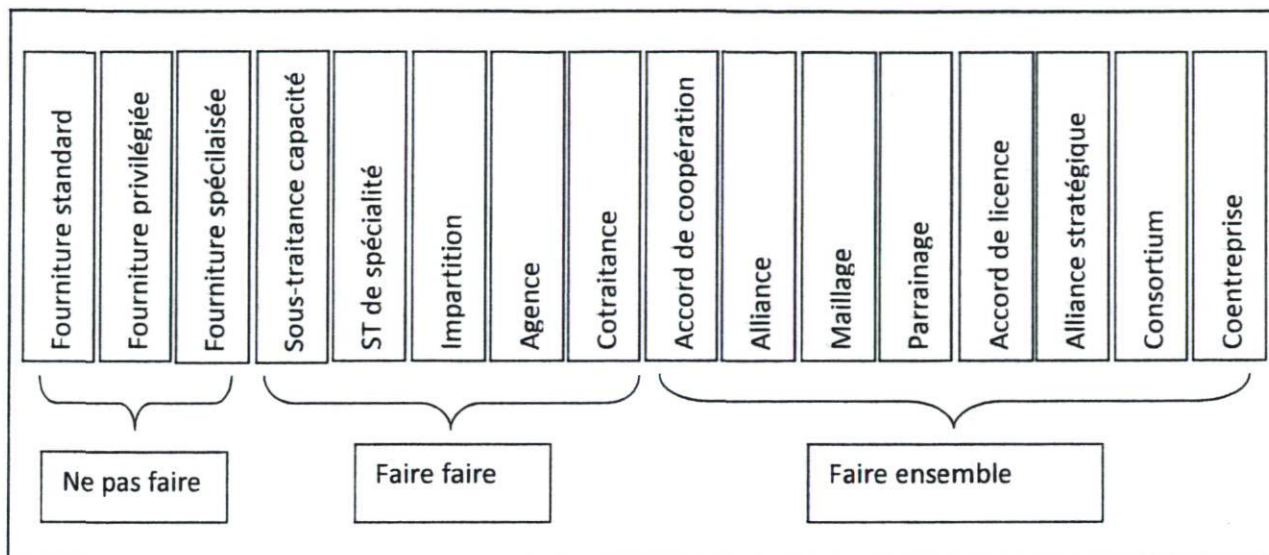 Fourniture standard
Fourniture privilégiée
Fourniture spécilaisée
Sous-traitance capacité
ST de spécialité
Impartition
Agence
Cotraitance
Accord de coopération
Alliance
Maillage
Parrainage
Accord de licence
Alliance stratégique
Consortium
Coentreprise
Ne pas faire
Faire faire
Faire ensemble